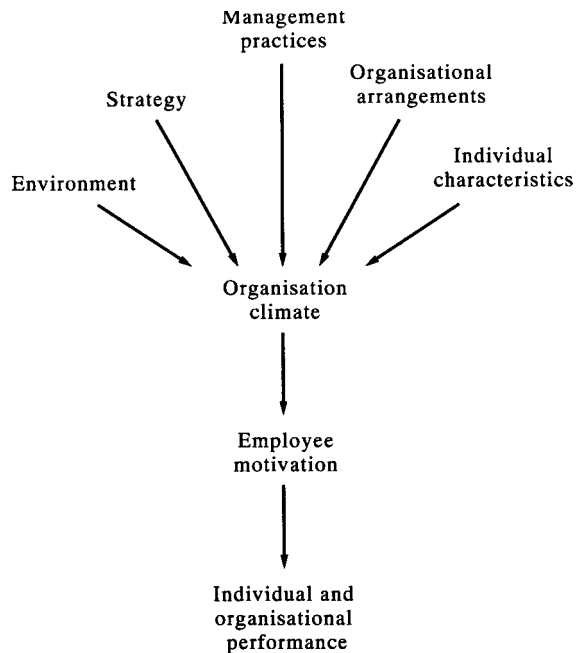 Management
practices
Organisational
arrangements
Strategy
Individual
characteristics
Environment
Organisation
climate
Employee
motivation
Individual and
organisational
performance